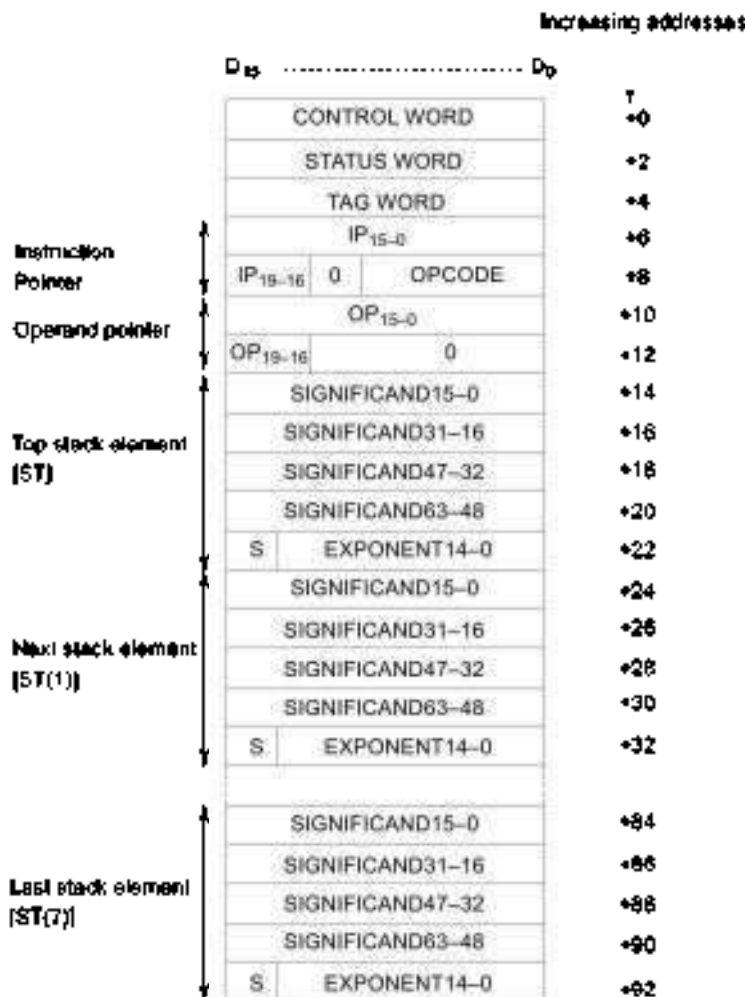 Increasing addresses
D15 ........................ D0
CONTROL WORD +0
STATUS WORD +2
TAG WORD +4
IP15–0 +6
Instruction
Pointer
IP19–16 0 OPCODE +8
OP15–0 +10
Operand pointer
OP19–16 0 +12
SIGNIFICAND15–0 +14
SIGNIFICAND31–16 +16
Top stack element
[ST]
SIGNIFICAND47–32 +18
SIGNIFICAND63–48 +20
S EXPONENT14–0 +22
SIGNIFICAND15–0 +24
SIGNIFICAND31–16 +26
Next stack element
[ST(1)]
SIGNIFICAND47–32 +28
SIGNIFICAND63–48 +30
S EXPONENT14–0 +32
SIGNIFICAND15–0 +84
SIGNIFICAND31–16 +86
Last stack element
[ST(7)]
SIGNIFICAND47–32 +88
SIGNIFICAND63–48 +90
S EXPONENT14–0 +92